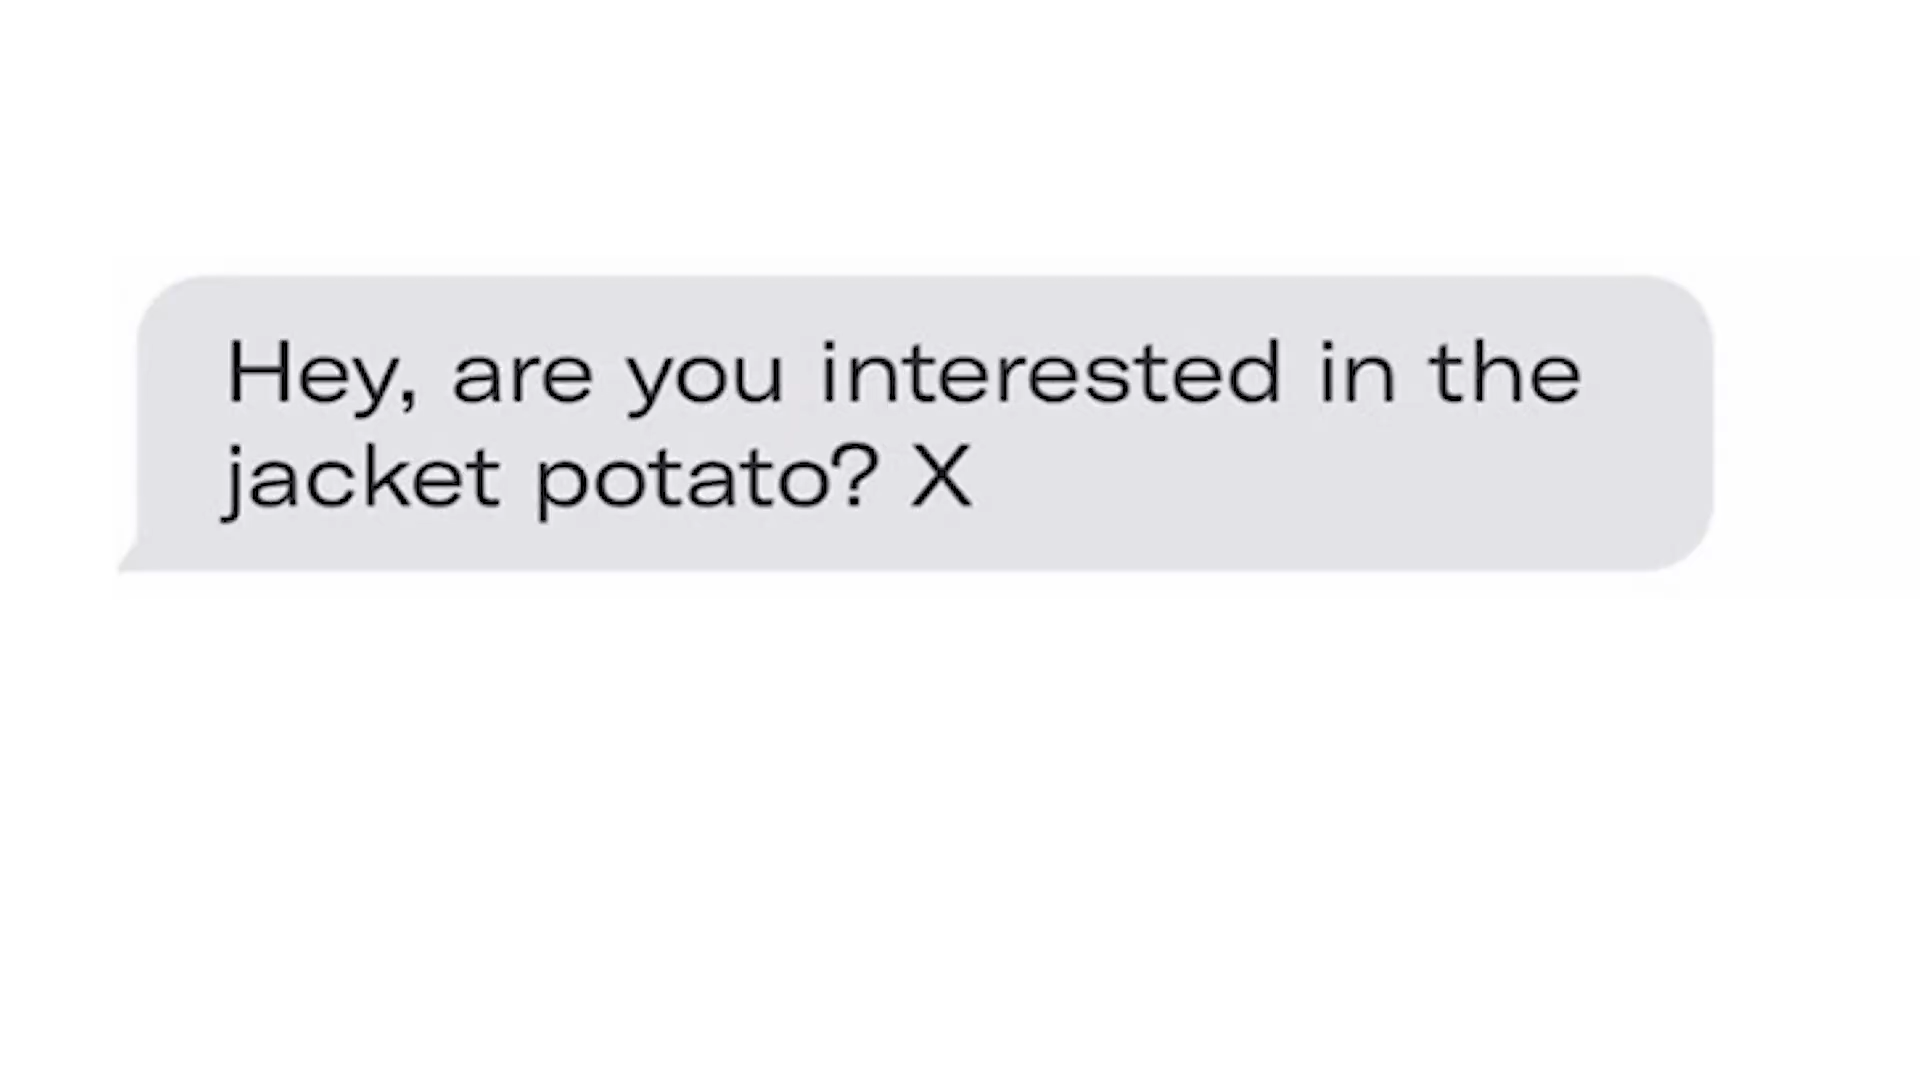 Hey, are you interested in the
jacket potato? X